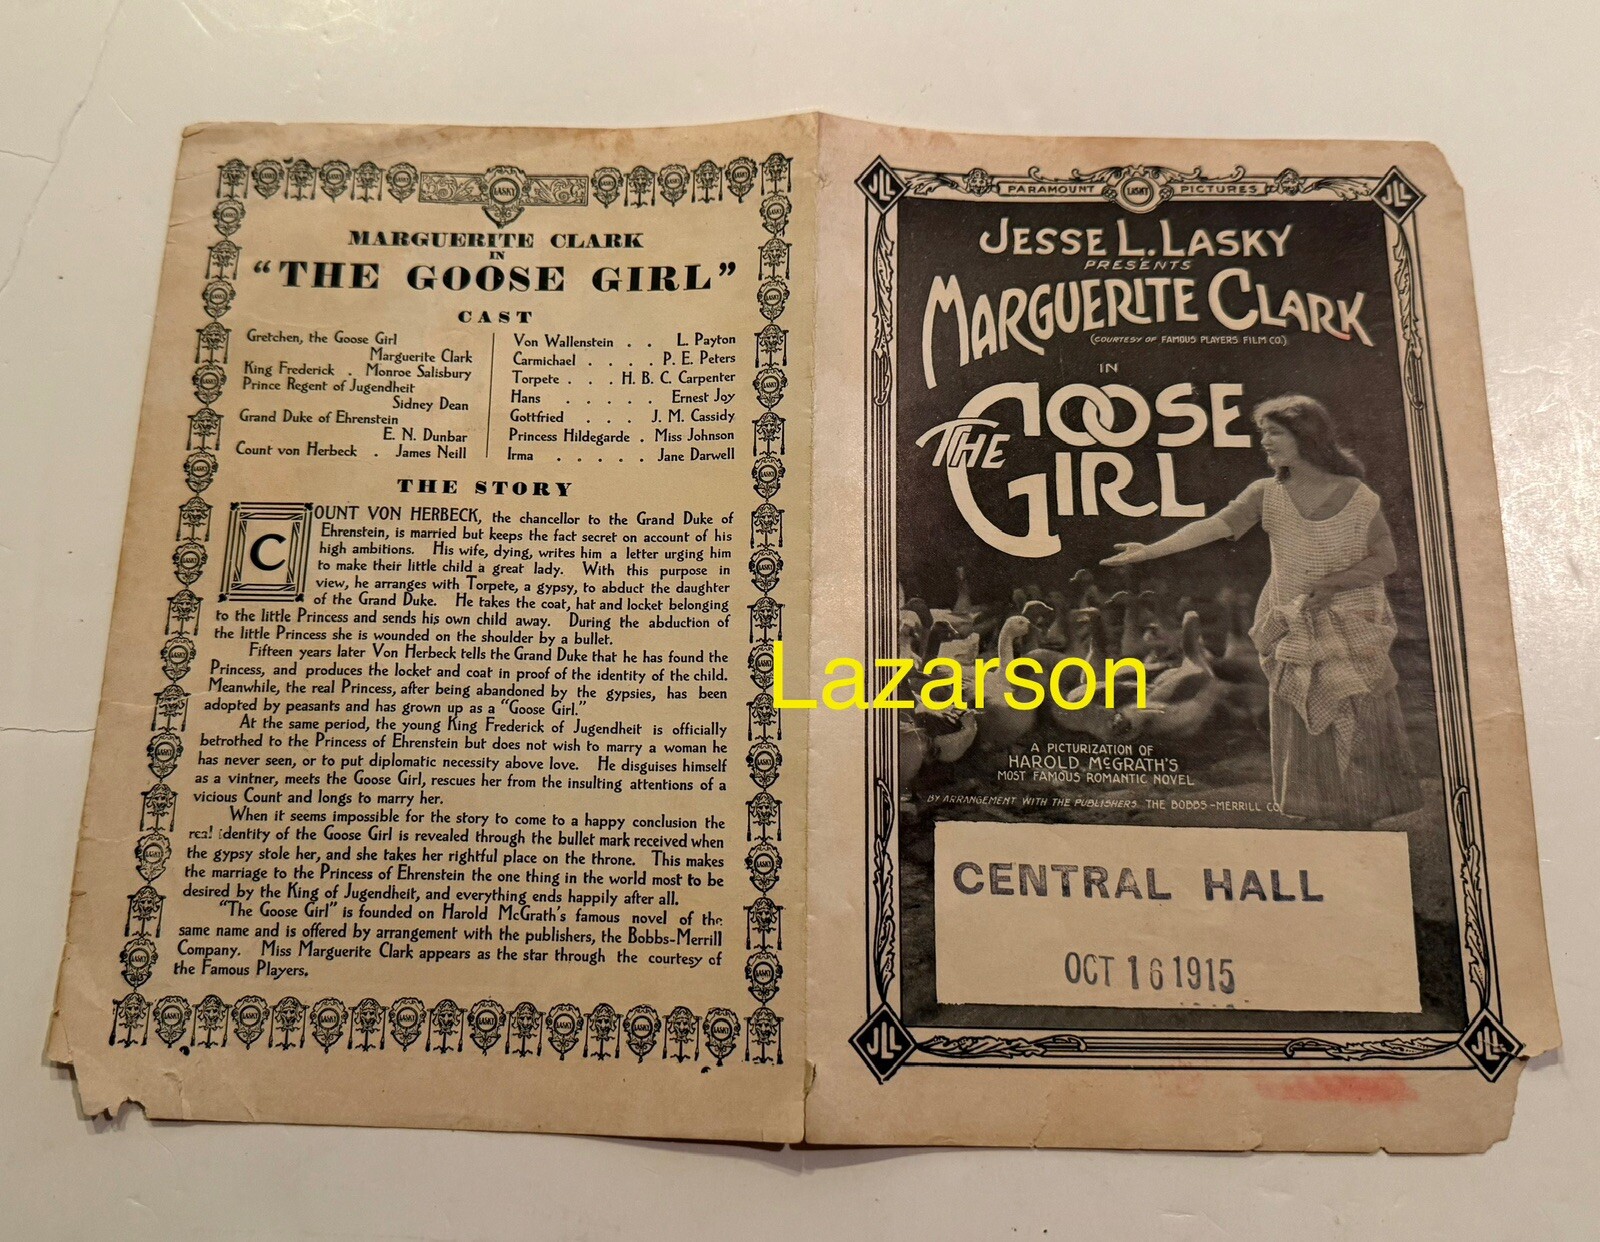 LASKY
MARGUERITE CLARK
IN
"THE GOOSE GIRL"
CAST
Gretchen, the Goose Girl
Marguerite Clark
King Frederick . Monroe Salisbury
Prince Regent of Jugendheit
Sidney Dean
Grand Duke of Ehrenstein
E. N. Dunbar
Count von Herbeck . James Neill
Von Wallenstein . . L. Payton
Carmichael . . . . P. E. Peters
Torpete . . . H. B. C. Carpenter
Hans . . . . . Ernest Joy
Gottfried . . . J. M. Cassidy
Princess Hildegarde . Miss Johnson
Irma . . . . . Jane Darwell
THE STORY
COUNT VON HERBECK, the chancellor to the Grand Duke of
Ehrenstein, is married but keeps the fact secret on account of his
high ambitions. His wife, dying, writes him a letter urging him
to make their little child a great lady. With this purpose in
view, he arranges with Torpete, a gypsy, to abduct the daughter
of the Grand Duke. He takes the coat, hat and locket belonging
to the little Princess and sends his own child away. During the abduction of
the little Princess she is wounded on the shoulder by a bullet.
Fifteen years later Von Herbeck tells the Grand Duke that he has found the
Princess, and produces the locket and coat in proof of the identity of the child.
Meanwhile, the real Princess, after being abandoned by the gypsies, has been
adopted by peasants and has grown up as a "Goose Girl."
At the same period, the young King Frederick of Jugendheit is officially
betrothed to the Princess of Ehrenstein but does not wish to marry a woman he
has never seen, or to put diplomatic necessity above love. He disguises himself
as a vintner, meets the Goose Girl, rescues her from the insulting attentions of a
vicious Count and longs to marry her.
When it seems impossible for the story to come to a happy conclusion the
real identity of the Goose Girl is revealed through the bullet mark received when
the gypsy stole her, and she takes her rightful place on the throne. This makes
the marriage to the Princess of Ehrenstein the one thing in the world most to be
desired by the King of Jugendheit, and everything ends happily after all.
"The Goose Girl" is founded on Harold McGrath's famous novel of the
same name and is offered by arrangement with the publishers, the Bobbs-Merrill
Company. Miss Marguerite Clark appears as the star through the courtesy of
the Famous Players.
JLL
PARAMOUNT LASKY PICTURES
JLL
JESSE L. LASKY
PRESENTS
MARGUERITE CLARK
(COURTESY OF FAMOUS PLAYERS FILM CO.)
IN
THE GOOSE
GIRL
Lazarson
A PICTURIZATION OF
HAROLD McGRATH'S
MOST FAMOUS ROMANTIC NOVEL
BY ARRANGEMENT WITH THE PUBLISHERS THE BOBBS-MERRILL CO.
CENTRAL HALL
OCT 16 1915
JLL
JLL